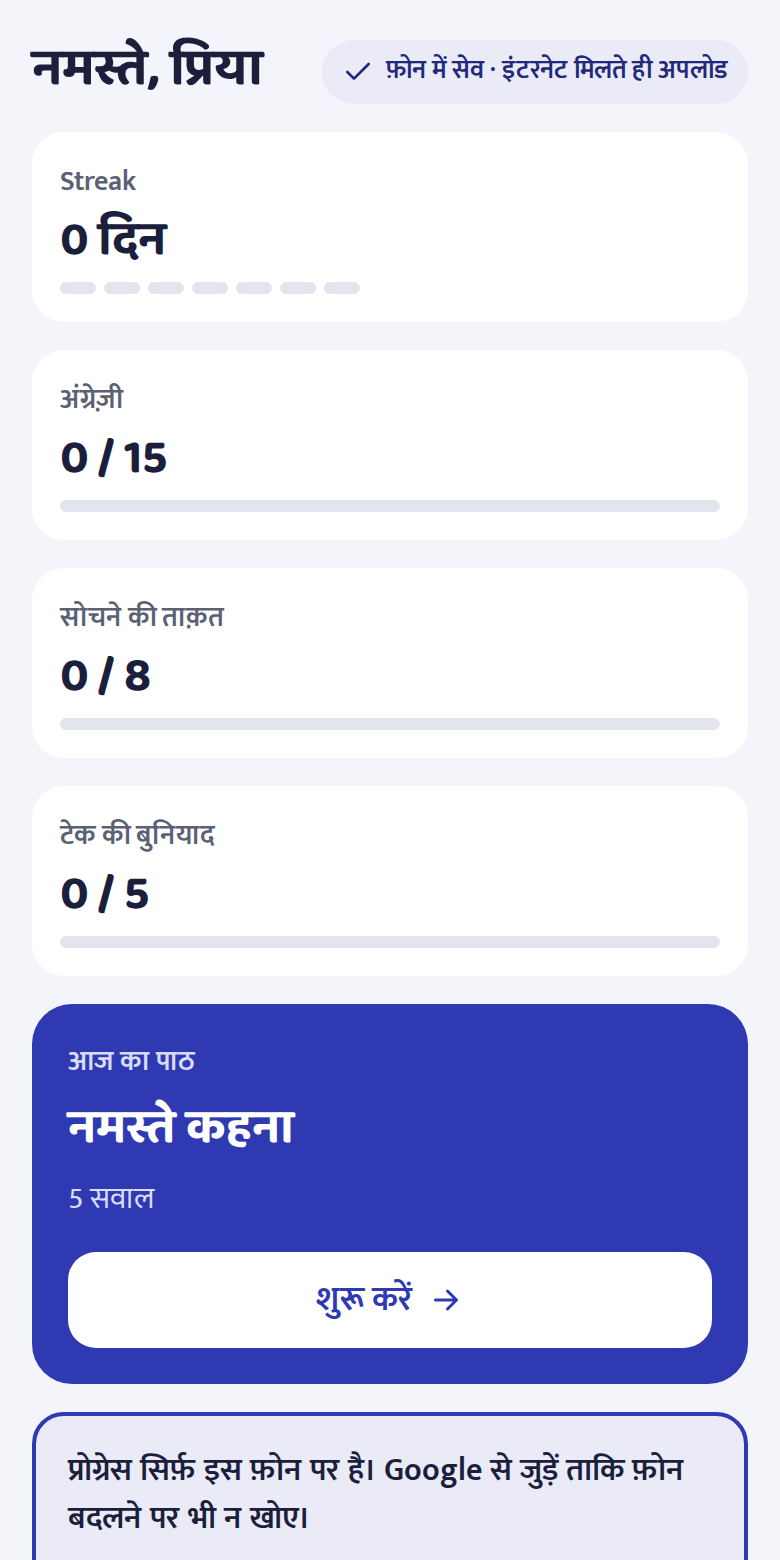 नमस्ते, प्रिया
फ़ोन में सेव · इंटरनेट मिलते ही अपलोड
Streak
0 दिन
अंग्रेज़ी
0 / 15
सोचने की ताक़त
0 / 8
टेक की बुनियाद
0 / 5
आज का पाठ
नमस्ते कहना
5 सवाल
शुरू करें →
प्रोग्रेस सिर्फ़ इस फ़ोन पर है। Google से जुड़ें ताकि फ़ोन
बदलने पर भी न खोए।